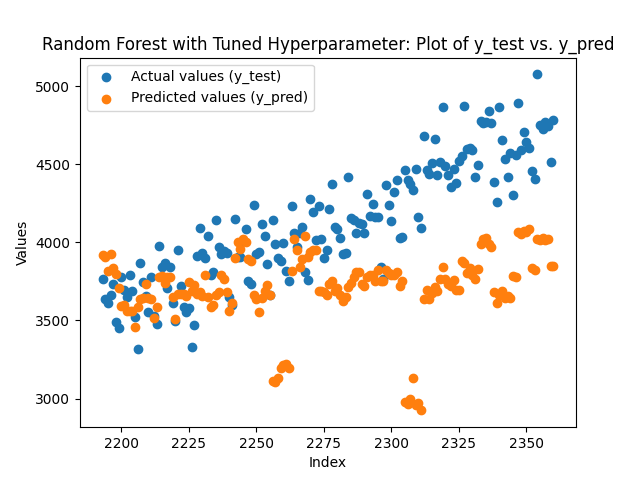 Random Forest with Tuned Hyperparameter: Plot of y_test vs. y_pred
Actual values (y_test)
Predicted values (y_pred)
5000
4500
4000
3500
3000
Values
2200 2225 2250 2275 2300 2325 2350
Index